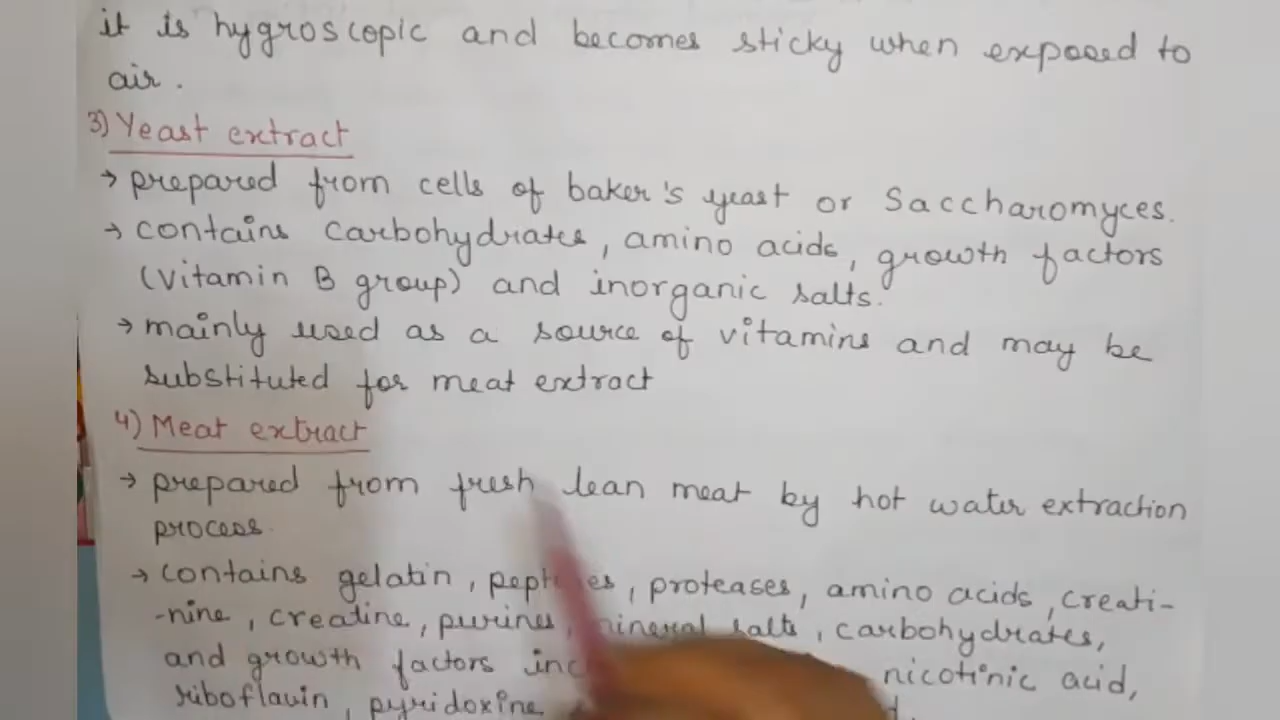 it is hygroscopic and becomes sticky when exposed to
air.
3) Yeast extract
→ prepared from cells of baker's yeast or Saccharomyces.
→ contains carbohydrates, amino acids, growth factors
(Vitamin B group) and inorganic salts.
→ mainly used as a source of vitamins and may be
substituted for meat extract
4) Meat extract
→ prepared from fresh lean meat by hot water extraction
process.
→ contains gelatin, peptides, proteases, amino acids, creati-
-nine, creatine, purines, mineral salts, carbohydrates,
and growth factors nicotinic acid,
riboflavin, pyridoxine